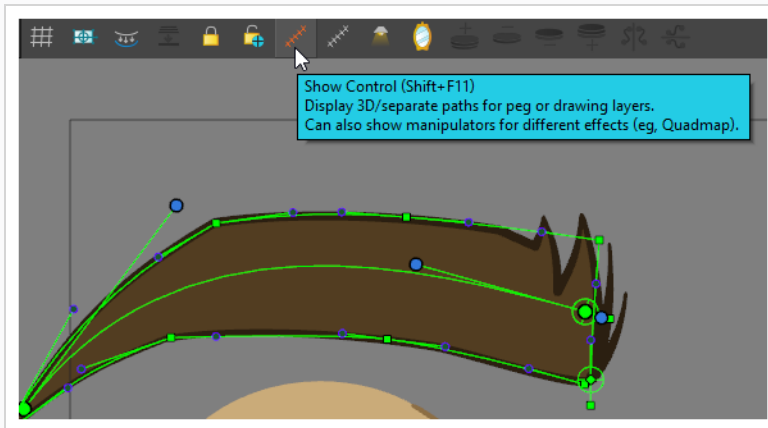 Show Control (Shift+F11)
Display 3D/separate paths for peg or drawing layers.
Can also show manipulators for different effects (eg, Quadmap).